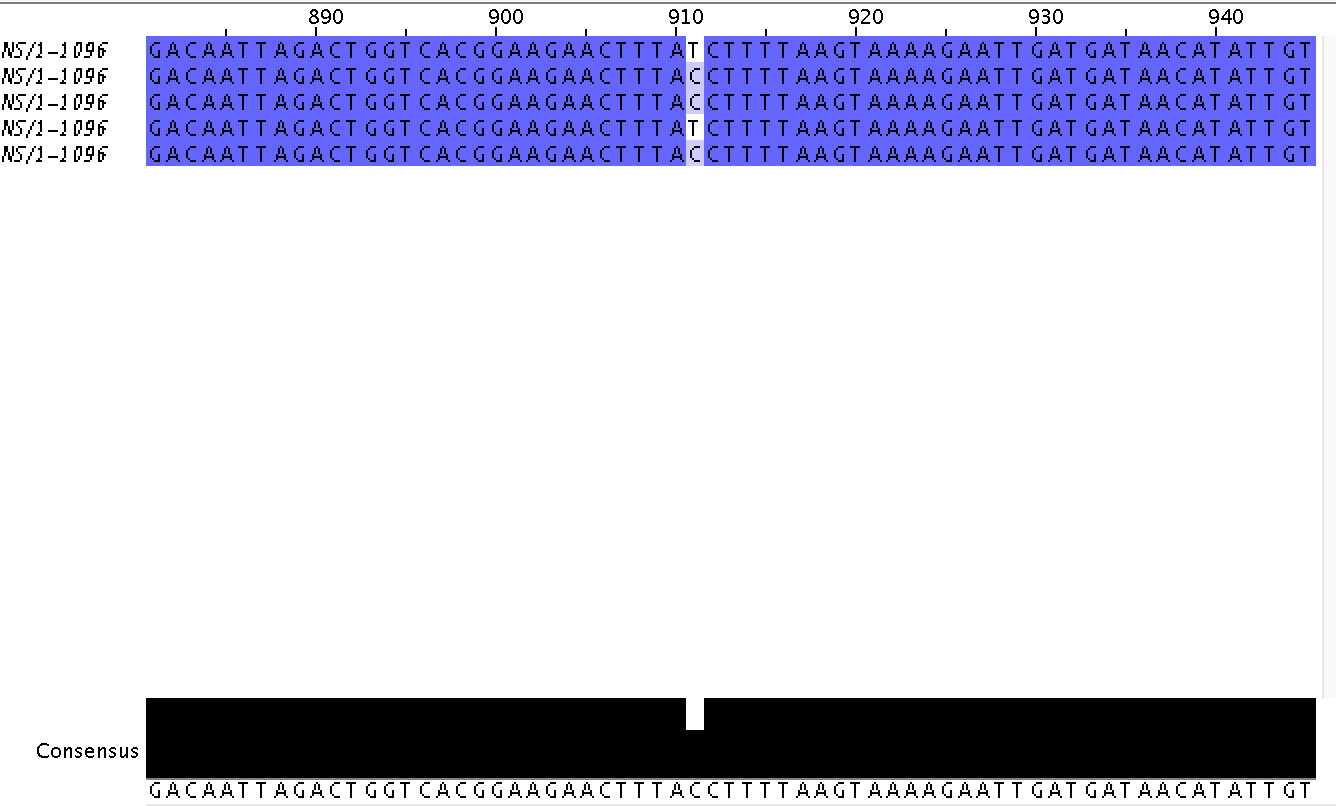 890 900 910 920 930 940
NS/1-1096 GACAATTAGACTGGTCACGGAAGAACTTTATCTTTTAAGTAAAAGAATTGATGATAACATATTGT
NS/1-1096 GACAATTAGACTGGTCACGGAAGAACTTTACCTTTTAAGTAAAAGAATTGATGATAACATATTGT
NS/1-1096 GACAATTAGACTGGTCACGGAAGAACTTTACCTTTTAAGTAAAAGAATTGATGATAACATATTGT
NS/1-1096 GACAATTAGACTGGTCACGGAAGAACTTTATCTTTTAAGTAAAAGAATTGATGATAACATATTGT
NS/1-1096 GACAATTAGACTGGTCACGGAAGAACTTTACCTTTTAAGTAAAAGAATTGATGATAACATATTGT
Consensus
GACAATTAGACTGGTCACGGAAGAACTTTACCTTTTAAGTAAAAGAATTGATGATAACATATTGT